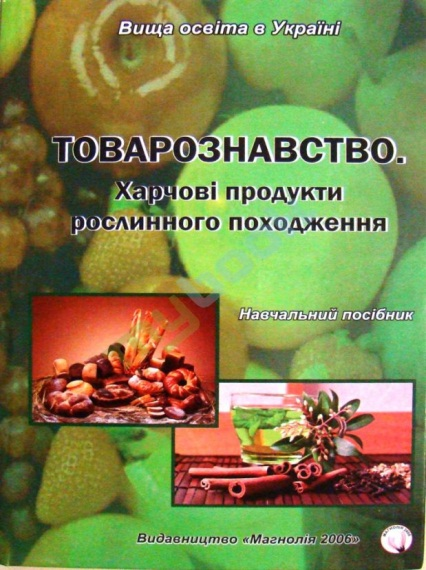 Вища освіта в Україні
ТОВАРОЗНАВСТВО.
Харчові продукти
рослинного походження
Навчальний посібник
Видавництво «Магнолія 2006»